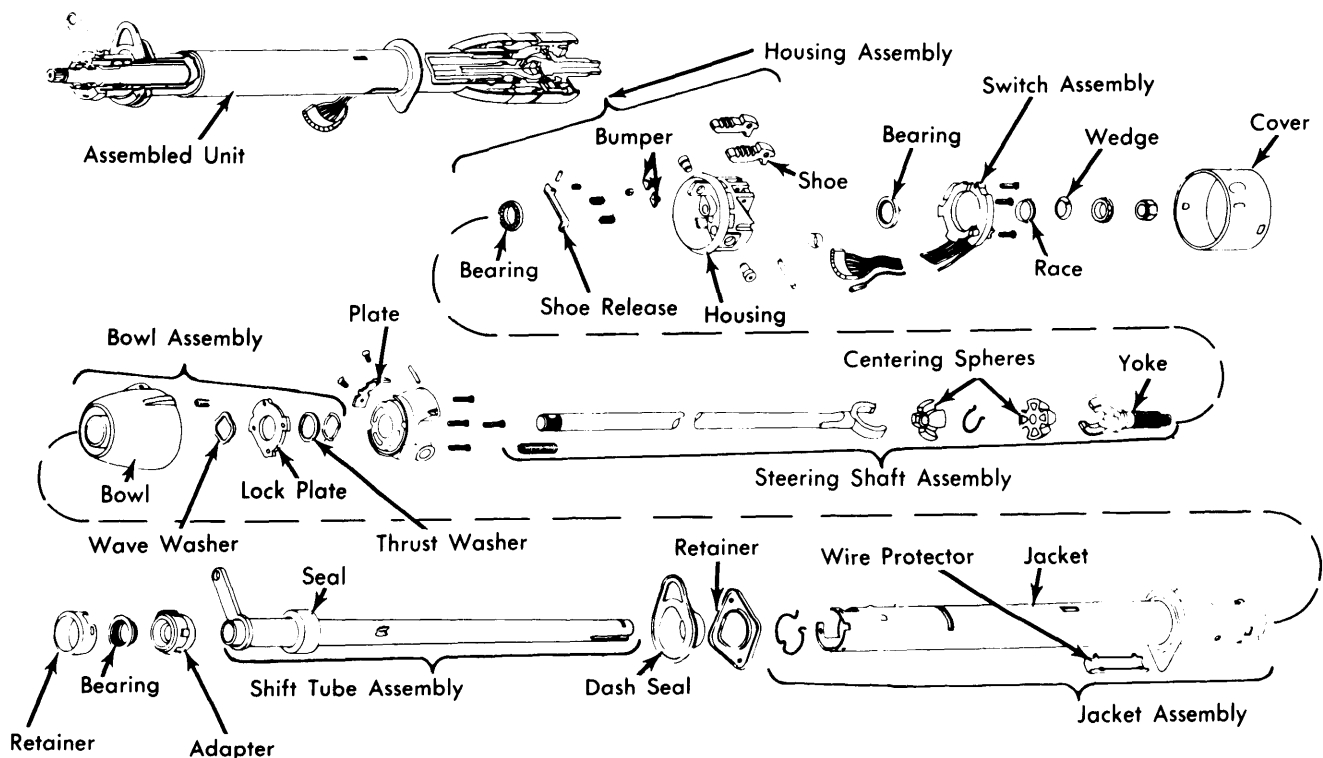 Housing Assembly
Switch Assembly
Cover
Bumper
Bearing
Wedge
Assembled Unit
Shoe
Bearing
Race
Shoe Release
Housing
Plate
Bowl Assembly
Centering Spheres
Yoke
Steering Shaft Assembly
Bowl
Lock Plate
Wave Washer
Thrust Washer
Retainer
Wire Protector
Jacket
Seal
Bearing
Shift Tube Assembly
Dash Seal
Jacket Assembly
Retainer
Adapter